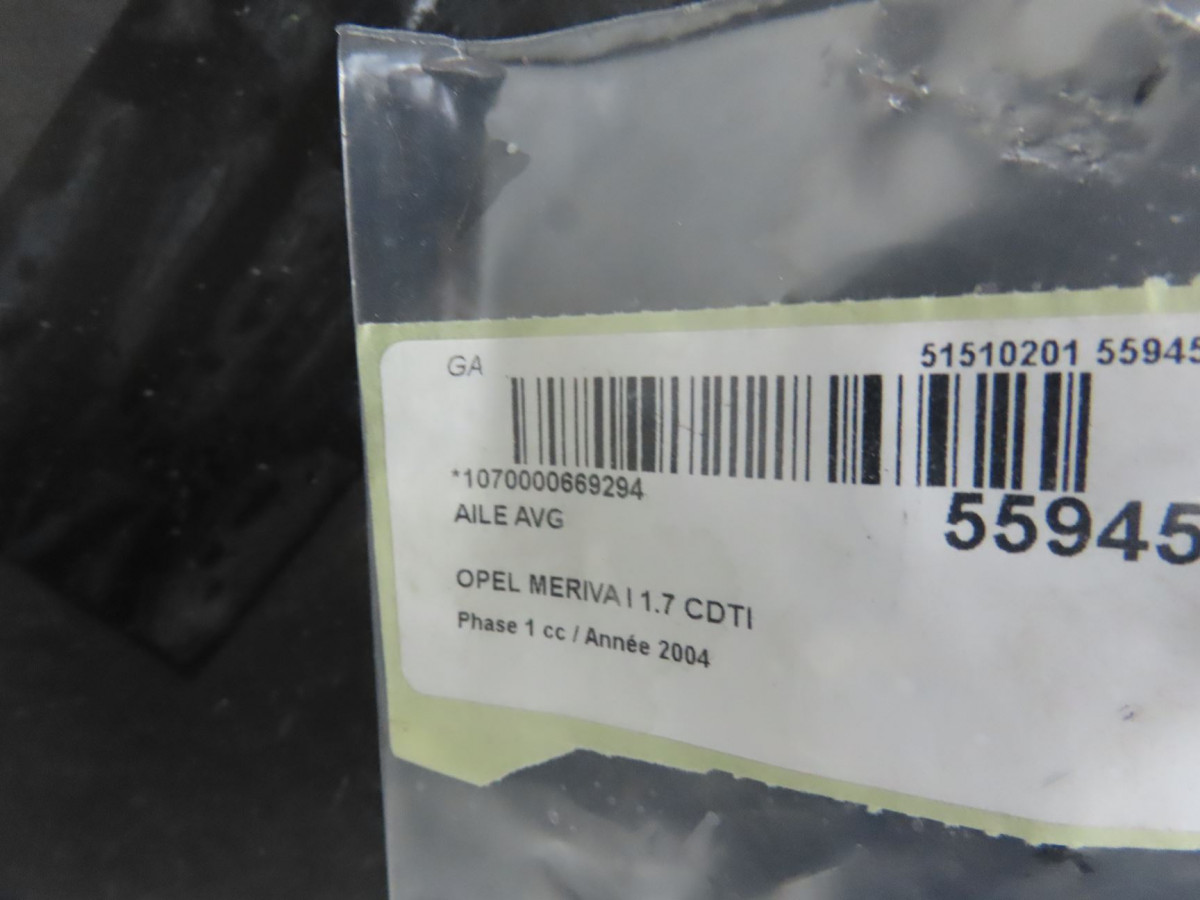 GA
51510201 55945
*1070000669294
55945
AILE AVG
OPEL MERIVA I 1.7 CDTI
Phase 1 cc / Année 2004